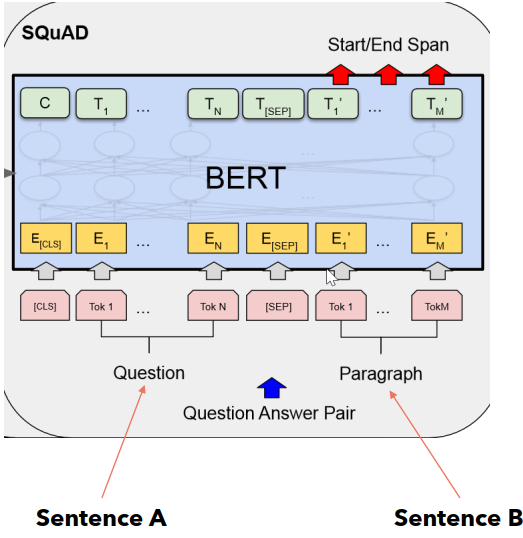 SQuAD
Start/End Span
C T1 ... TN T[SEP] T1' ... TM'
...
BERT
...
E[CLS] E1 ... EN E[SEP] E1' ... EM'
[CLS] Tok 1 ... Tok N [SEP] Tok 1 ... TokM
Question Paragraph
Question Answer Pair
Sentence A Sentence B